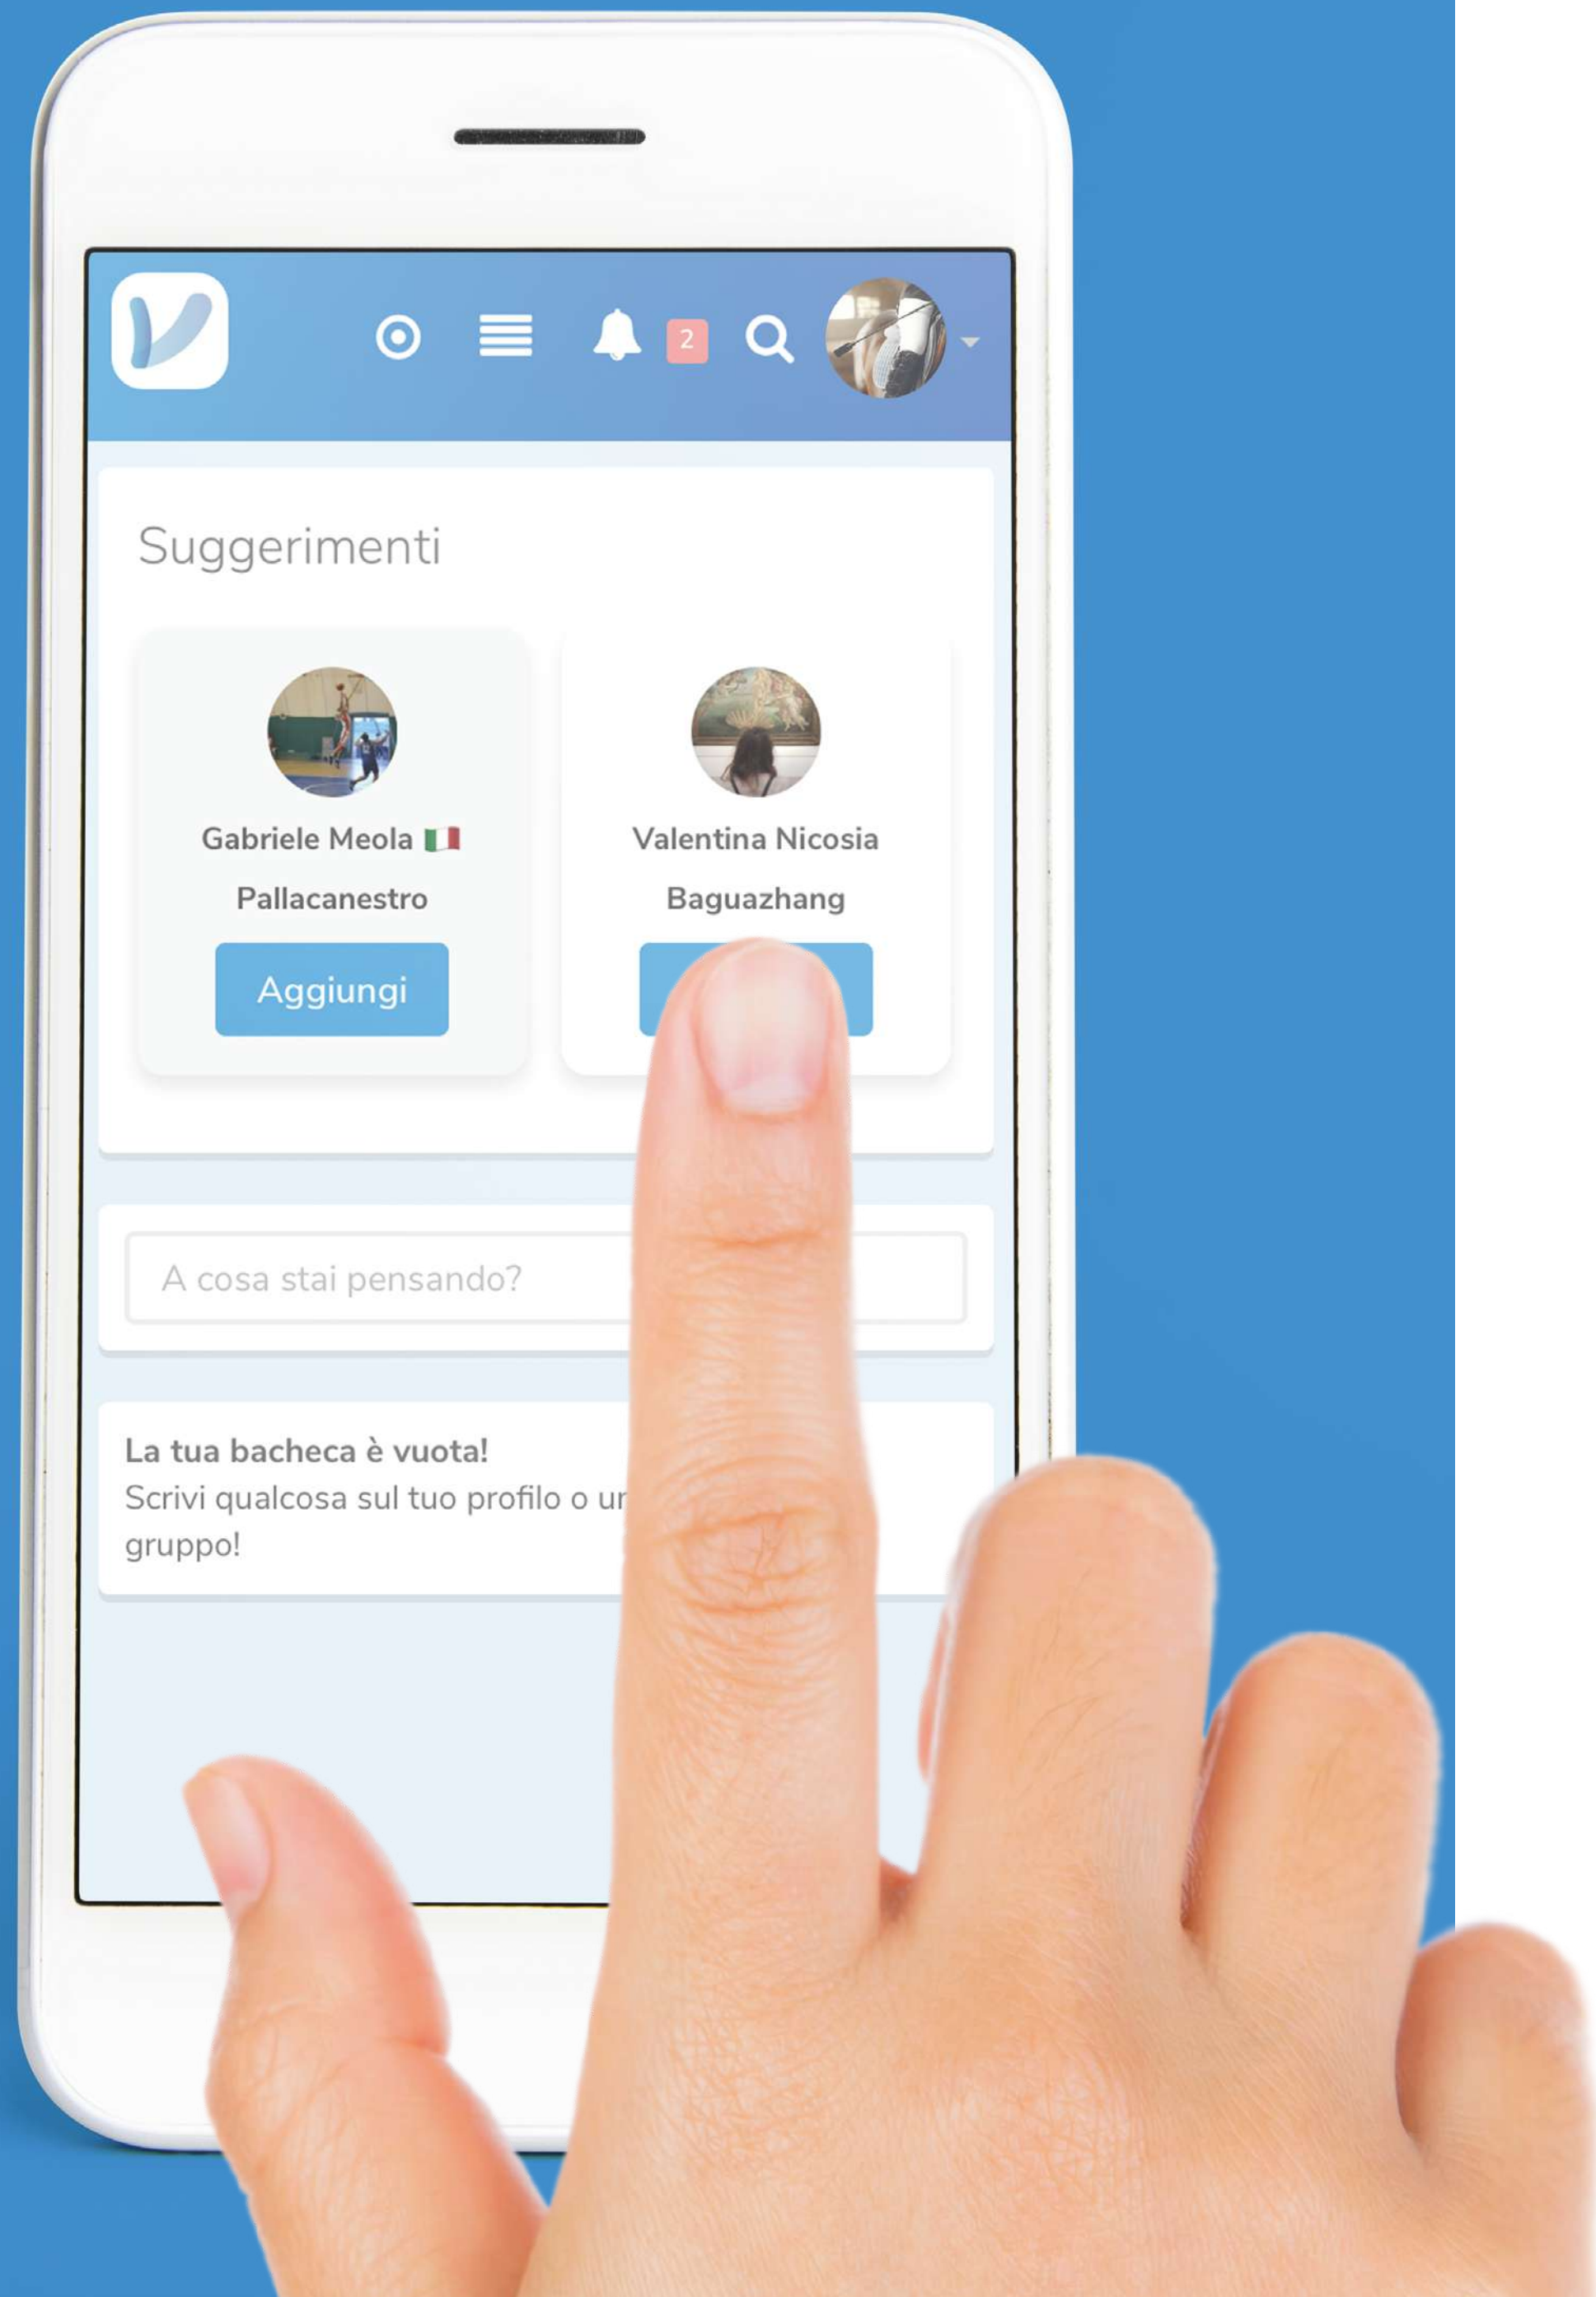 2
Suggerimenti
Gabriele Meola 🇮🇹
Pallacanestro
Aggiungi
Valentina Nicosia
Baguazhang
A cosa stai pensando?
La tua bacheca è vuota!
Scrivi qualcosa sul tuo profilo o
gruppo!